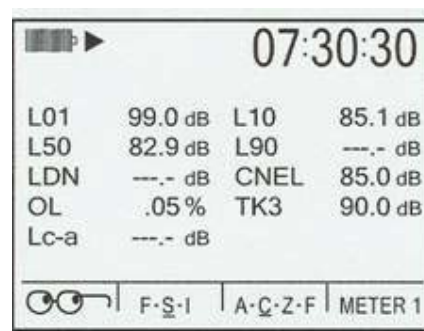 07:30:30
L01 99.0 dB L10 85.1 dB
L50 82.9 dB L90 ---.- dB
LDN ---.- dB CNEL 85.0 dB
OL .05% TK3 90.0 dB
Lc-a ---.- dB
F·S·I A·C·Z·F METER 1